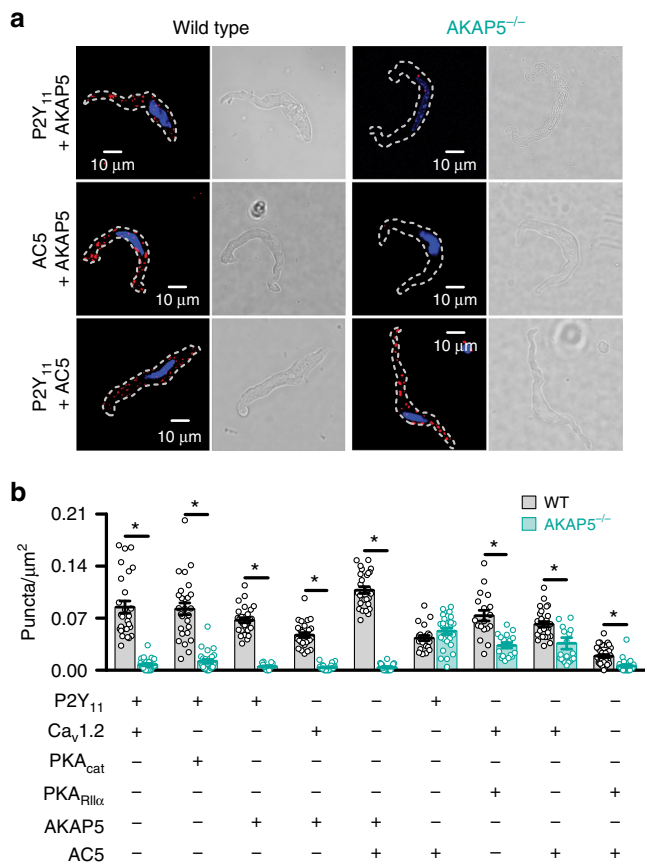 a
Wild type AKAP5−/−
P2Y11 + AKAP5
10 μm 10 μm
AC5 + AKAP5
10 μm 10 μm
P2Y11 + AC5
10 μm 10 μm
b
WT
AKAP5−/−
Puncta/μm²
0.21
0.14
0.07
0.00
* * * * * * * *
P2Y11 + + + − − + − − −
Cav1.2 + − − + − − + + −
PKAcat − + − − − − − − −
PKARIIα − − − − − − + − +
AKAP5 − − + + + − − − −
AC5 − − − − + + − + +